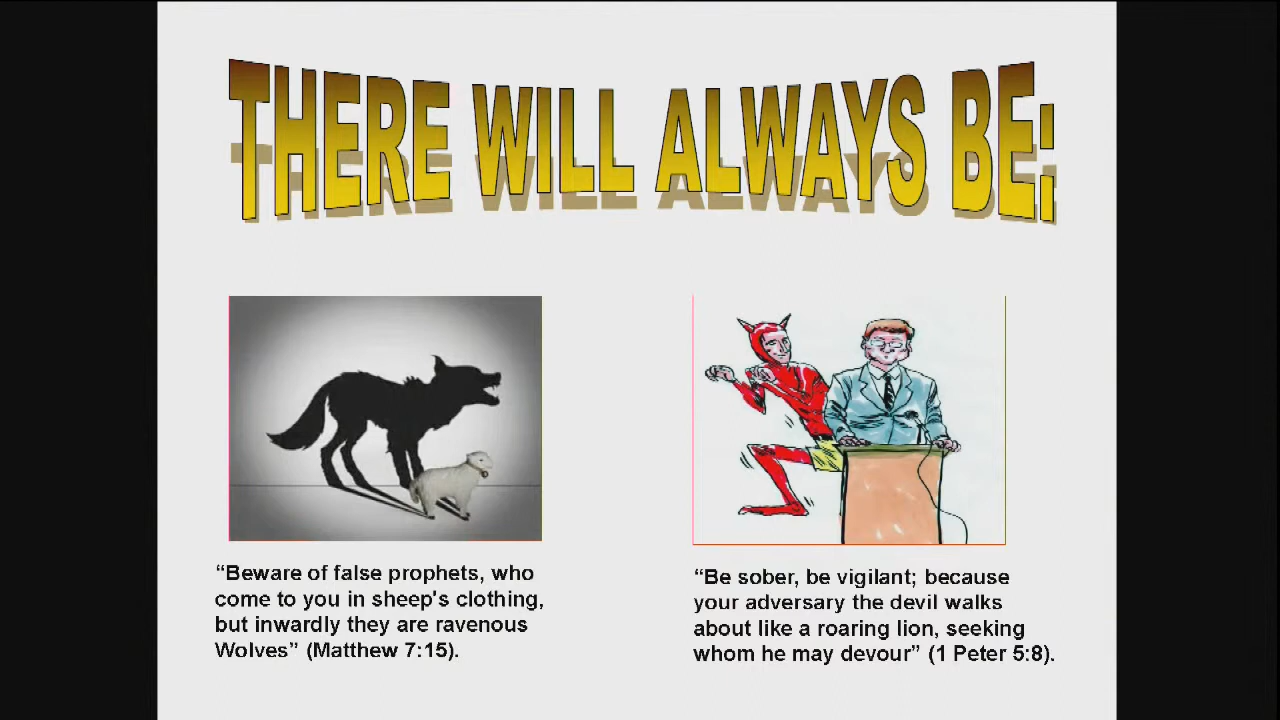 THERE WILL ALWAYS BE:
“Beware of false prophets, who
come to you in sheep's clothing,
but inwardly they are ravenous
Wolves” (Matthew 7:15).
“Be sober, be vigilant; because
your adversary the devil walks
about like a roaring lion, seeking
whom he may devour” (1 Peter 5:8).